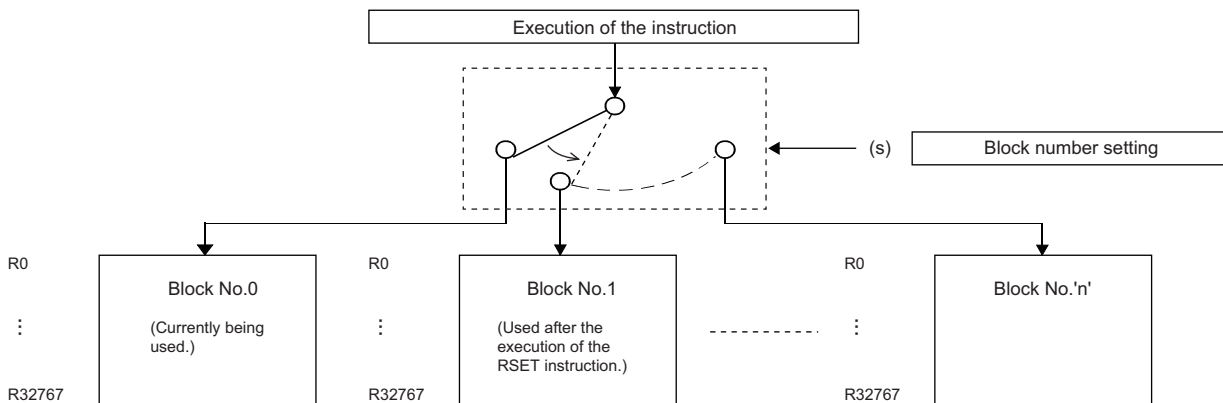 Execution of the instruction
(s)
Block number setting
R0
⋮
R32767
Block No.0
(Currently being
used.)
R0
⋮
R32767
Block No.1
(Used after the
execution of the
RSET instruction.)
R0
⋮
R32767
Block No.'n'